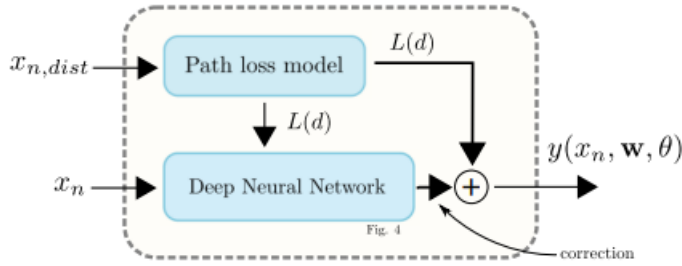 L(d)
x_{n,dist}
Path loss model
L(d)
y(x_n, w, θ)
x_n
Deep Neural Network
+
Fig. 4
correction